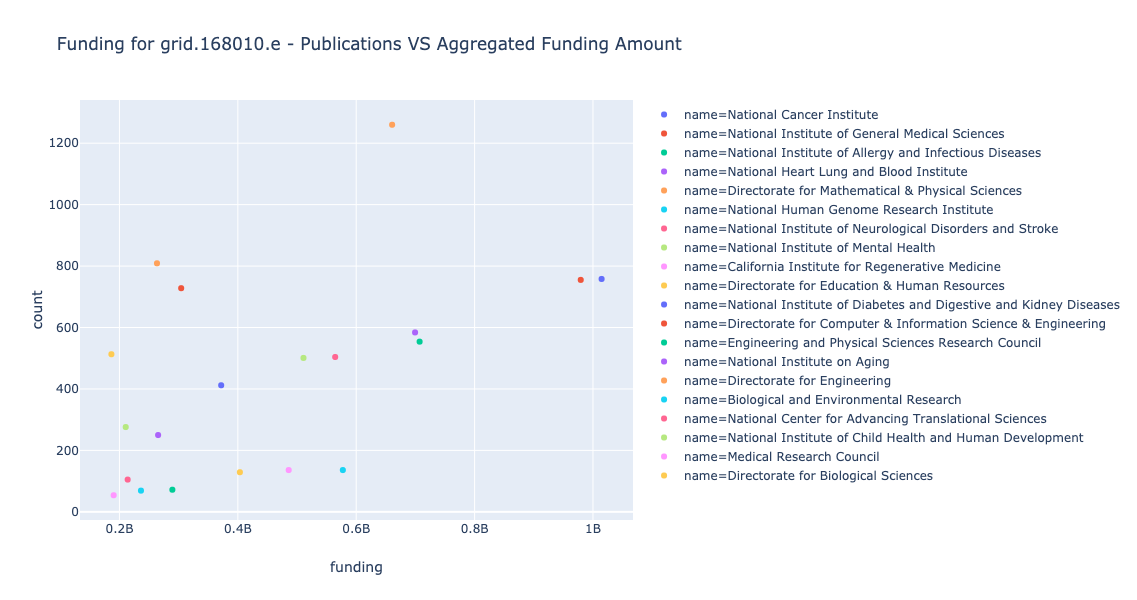 Funding for grid.168010.e - Publications VS Aggregated Funding Amount
count
1200
1000
800
600
400
200
0
0.2B
0.4B
0.6B
0.8B
1B
funding
name=National Cancer Institute
name=National Institute of General Medical Sciences
name=National Institute of Allergy and Infectious Diseases
name=National Heart Lung and Blood Institute
name=Directorate for Mathematical & Physical Sciences
name=National Human Genome Research Institute
name=National Institute of Neurological Disorders and Stroke
name=National Institute of Mental Health
name=California Institute for Regenerative Medicine
name=Directorate for Education & Human Resources
name=National Institute of Diabetes and Digestive and Kidney Diseases
name=Directorate for Computer & Information Science & Engineering
name=Engineering and Physical Sciences Research Council
name=National Institute on Aging
name=Directorate for Engineering
name=Biological and Environmental Research
name=National Center for Advancing Translational Sciences
name=National Institute of Child Health and Human Development
name=Medical Research Council
name=Directorate for Biological Sciences